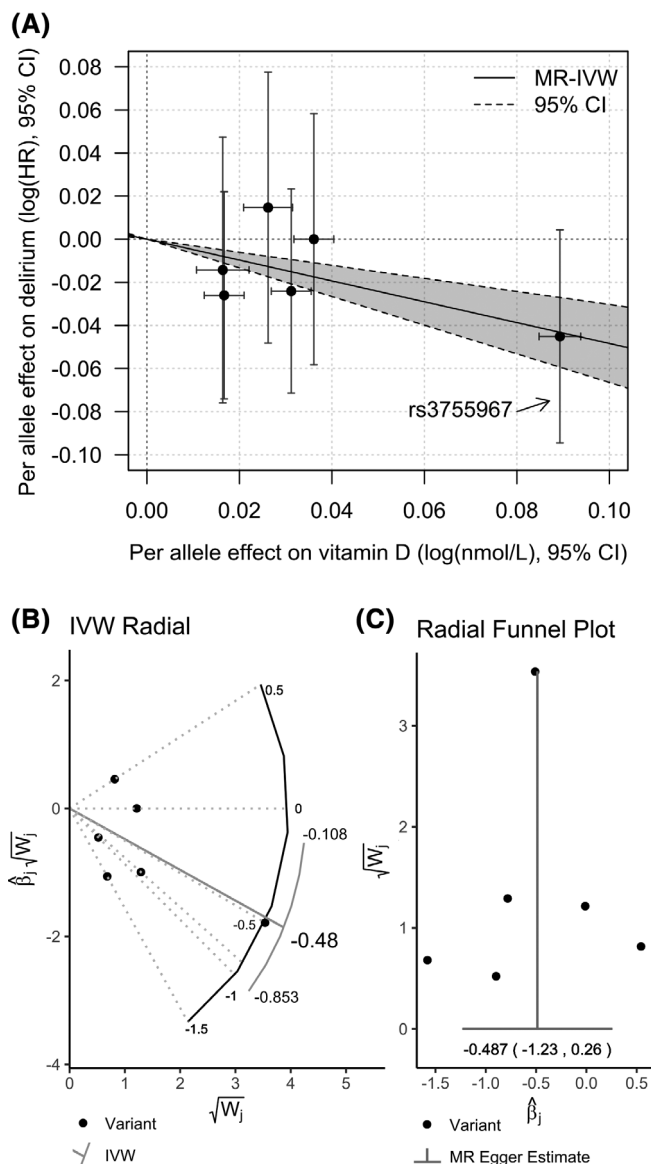 (A)
Per allele effect on delirium (log(HR), 95% CI)
0.08
0.06
0.04
0.02
0.00
-0.02
-0.04
-0.06
-0.08
-0.10
MR-IVW
95% CI
rs3755967
0.00 0.02 0.04 0.06 0.08 0.10
Per allele effect on vitamin D (log(nmol/L), 95% CI)
(B) IVW Radial
β̂j√Wj
2
0
-2
-4
0.5
0
-0.108
-0.5
-0.48
-1
-0.853
-1.5
0 1 2 3 4 5
√Wj
Variant
IVW
(C)
Radial Funnel Plot
√Wj
3
2
1
0
-0.487 ( -1.23 , 0.26 )
-1.5 -1.0 -0.5 0.0 0.5
β̂j
Variant
MR Egger Estimate